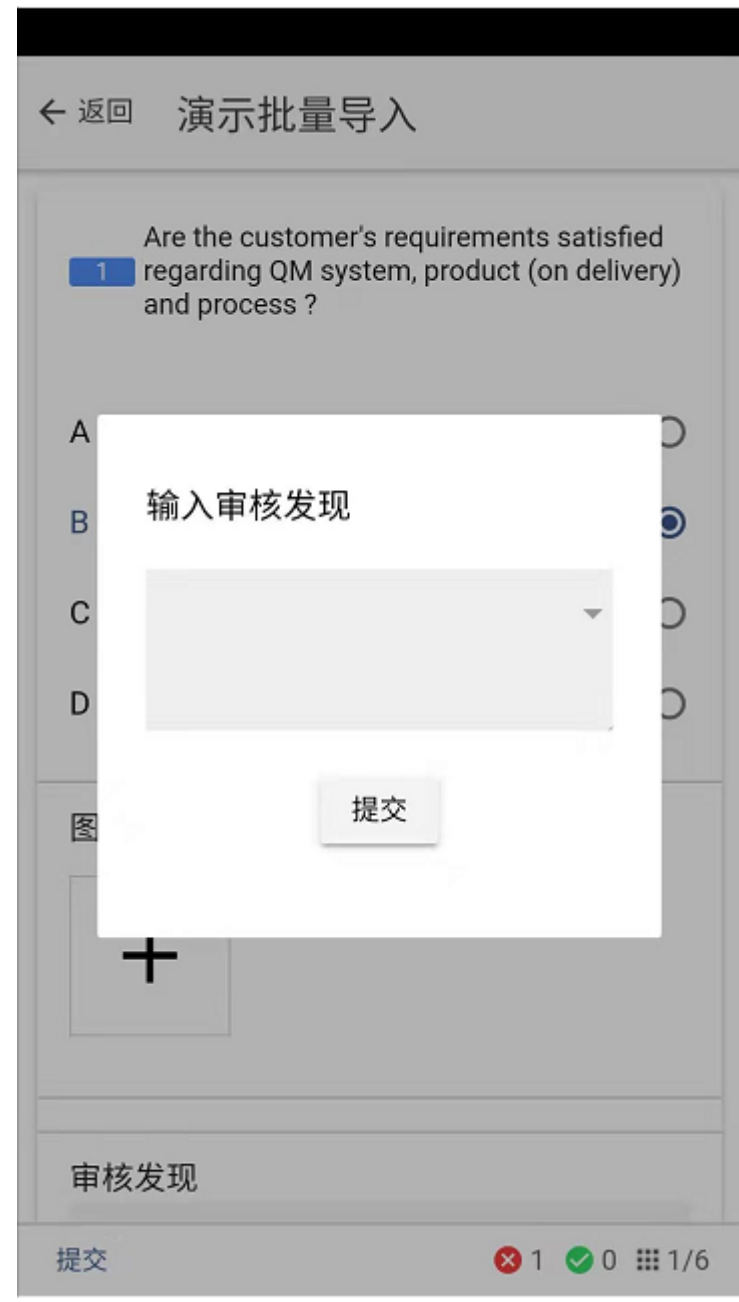 返回 演示批量导入
1
Are the customer's requirements satisfied
regarding QM system, product (on delivery)
and process ?
A
B
C
D
输入审核发现
提交
图
审核发现
提交 1 0 1/6